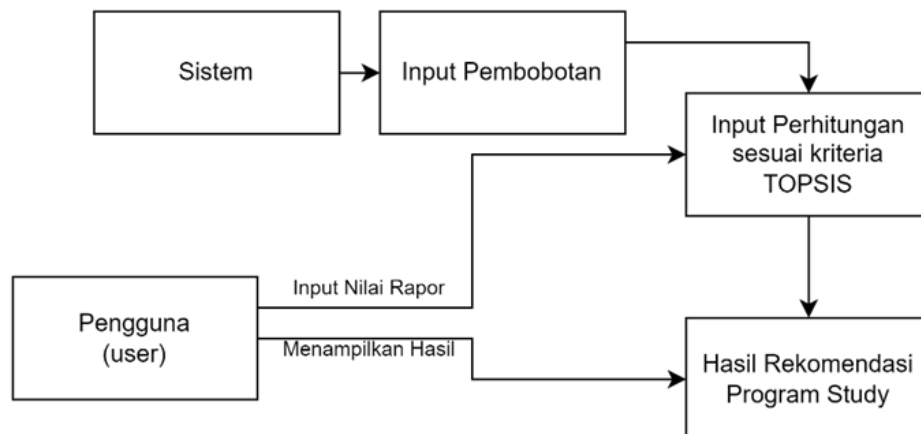 Sistem
Input Pembobotan
Input Perhitungan
sesuai kriteria
TOPSIS
Input Nilai Rapor
Pengguna
(user)
Menampilkan Hasil
Hasil Rekomendasi
Program Study